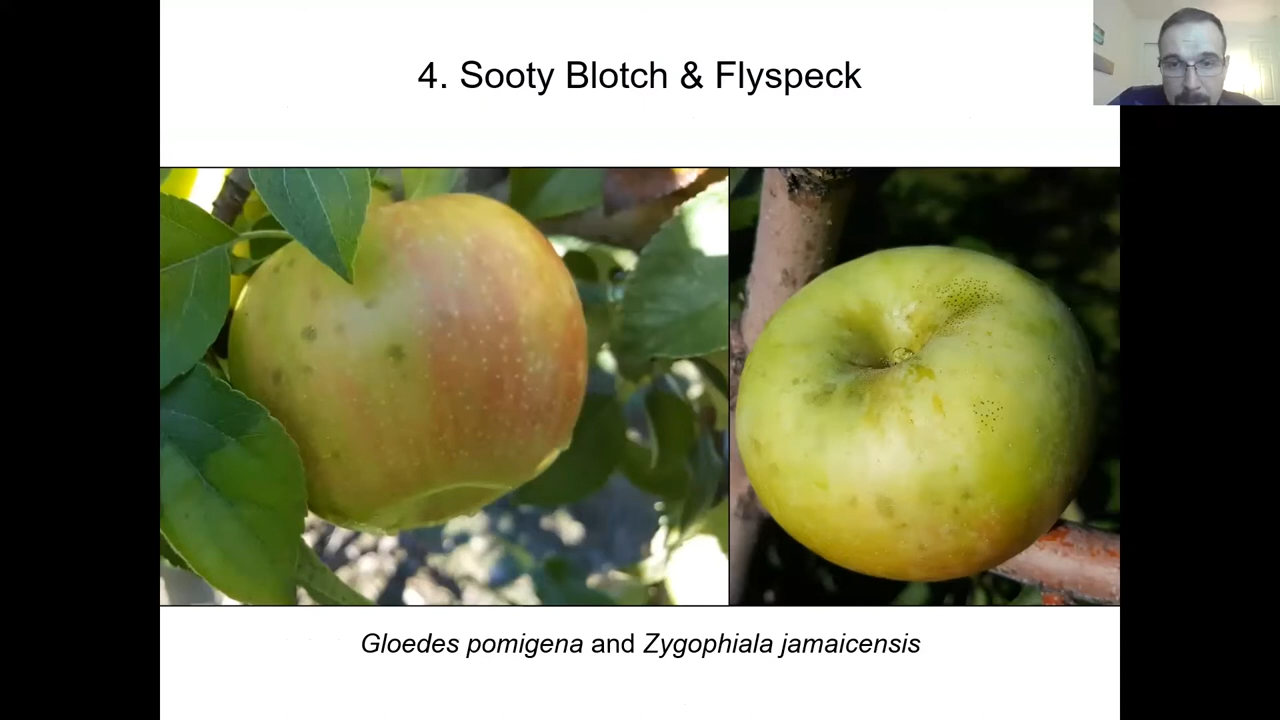 4. Sooty Blotch & Flyspeck
Gloedes pomigena and Zygophiala jamaicensis